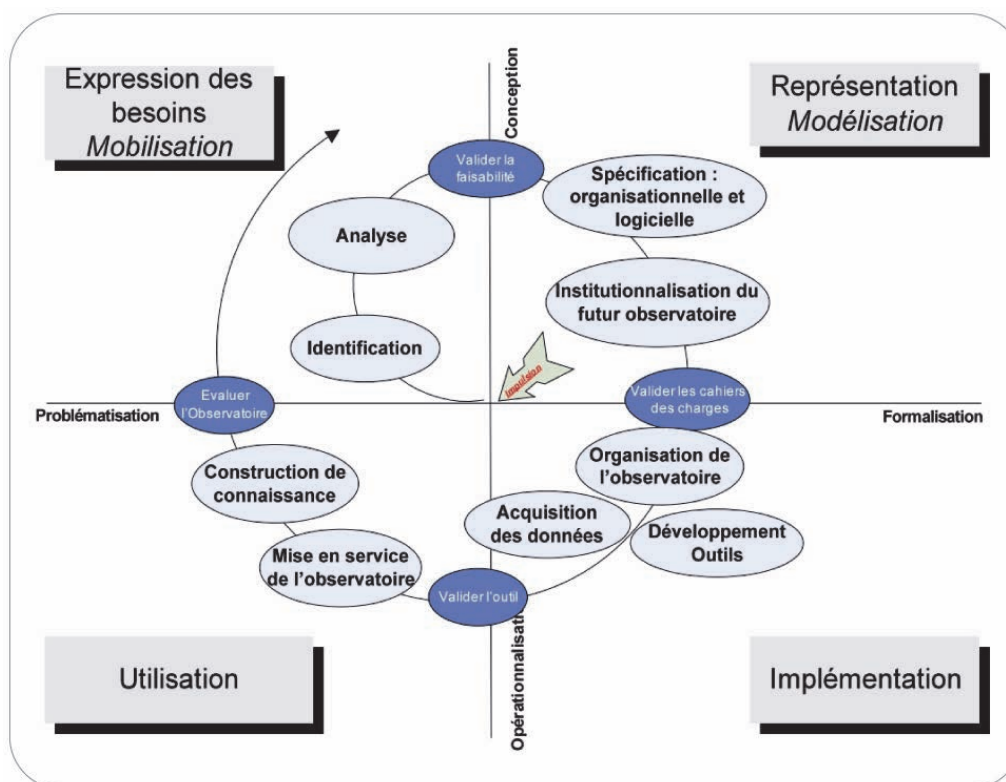 Expression des
besoins
Mobilisation
Conception
Représentation
Modélisation
Valider la
faisabilité
Spécification :
organisationnelle et
logicielle
Analyse
Institutionnalisation du
futur observatoire
Identification
Impulsion
Problématisation
Evaluer
l'Observatoire
Valider les cahiers
des charges
Formalisation
Construction de
connaissance
Organisation de
l'observatoire
Acquisition
des données
Développement
Outils
Mise en service
de l'observatoire
Valider l'outil
Opérationnalisati
Utilisation
Implémentation